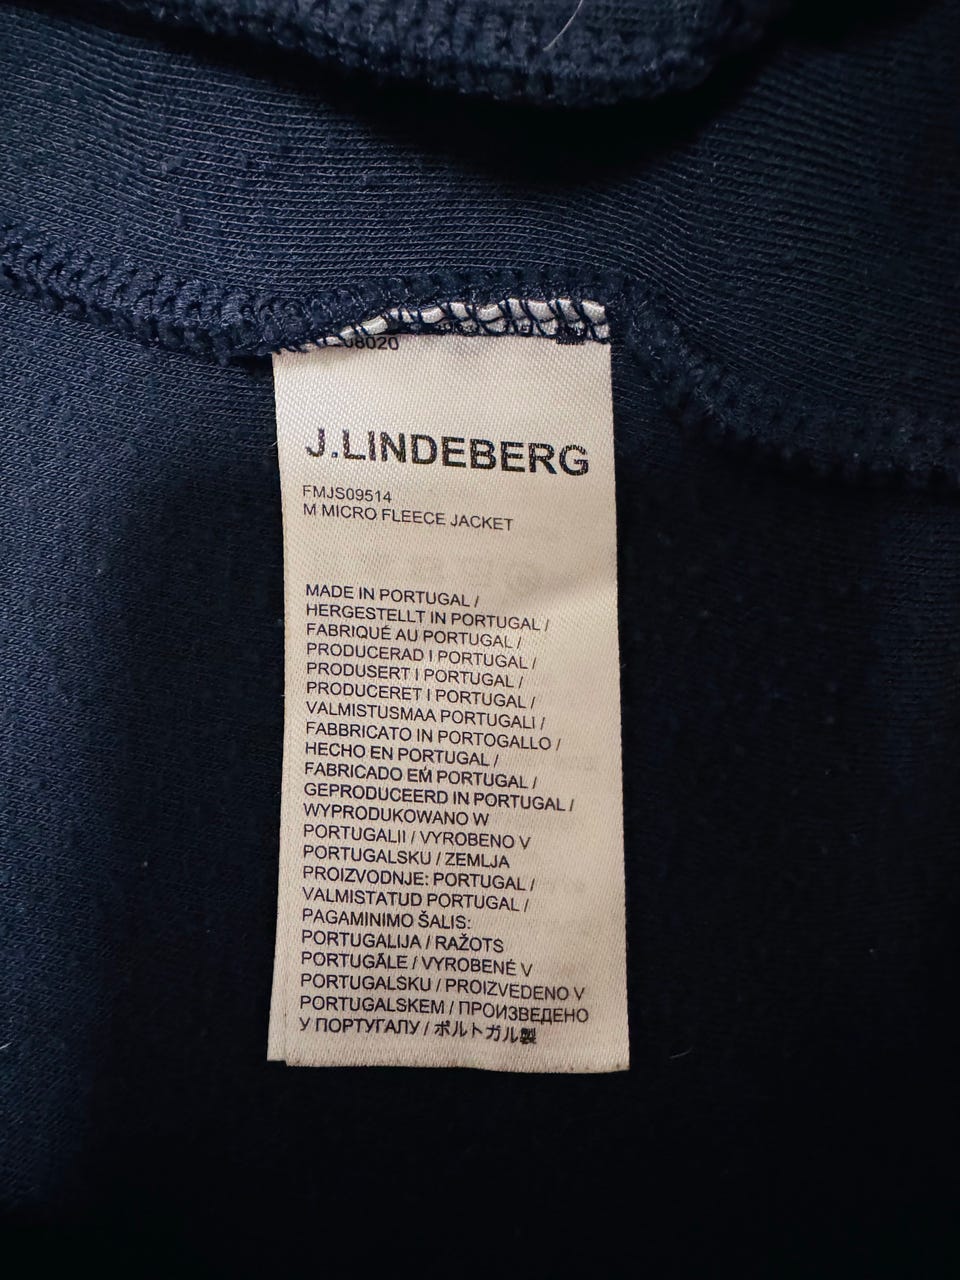 08020
J.LINDEBERG
FMJS09514
M MICRO FLEECE JACKET
MADE IN PORTUGAL /
HERGESTELLT IN PORTUGAL /
FABRIQUÉ AU PORTUGAL /
PRODUCERAD I PORTUGAL /
PRODUSERT I PORTUGAL /
PRODUCERET I PORTUGAL /
VALMISTUSMAA PORTUGALI /
FABBRICATO IN PORTOGALLO /
HECHO EN PORTUGAL /
FABRICADO EM PORTUGAL /
GEPRODUCEERD IN PORTUGAL /
WYPRODUKOWANO W
PORTUGALII / VYROBENO V
PORTUGALSKU / ZEMLJA
PROIZVODNJE: PORTUGAL /
VALMISTATUD PORTUGAL /
PAGAMINIMO ŠALIS:
PORTUGALIJA / RAŽOTS
PORTUGĀLE / VYROBENÉ V
PORTUGALSKU / PROIZVEDENO V
PORTUGALSKEM / ПРОИЗВЕДЕНО
У ПОРТУГАЛУ / ポルトガル製